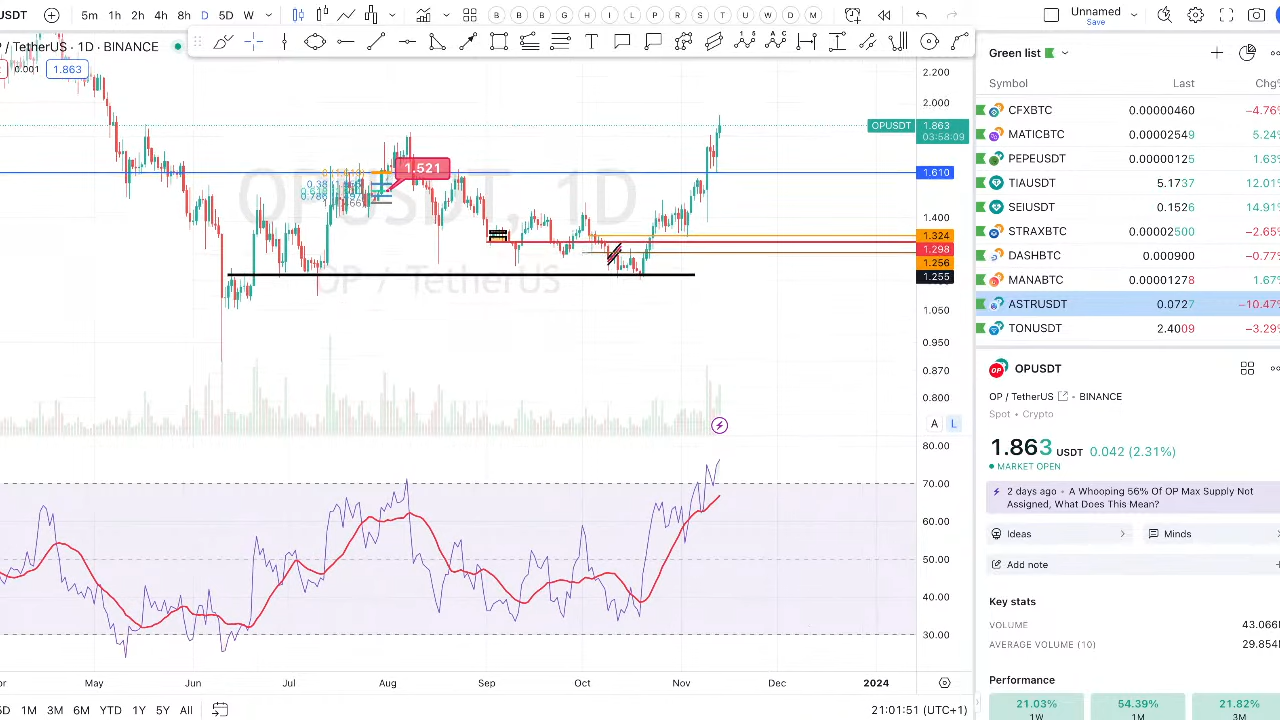 USDT 5m 1h 2h 4h 8h D 5D W Unnamed
Save
B B G H I L P R S T U W D M
P / TetherUS · 1D · BINANCE
0.001 1.863
Green list
Symbol Last Chg%
CFXBTC 0.00000460 −4.76%
MATICBTC 0.00002549 5.24%
PEPEUSDT 0.00000125 1.63%
TIAUSDT 5.1737 12.01%
SEIUSDT 0.1526 14.91%
STRAXBTC 0.00002500 −2.65%
DASHBTC 0.00090 −0.77%
MANABTC 0.00001278 1.67%
ASTRUSDT 0.0727 −10.47%
TONUSDT 2.4009 −3.29%
OPUSDT, 1D
OP / TetherUS
1.521
2.200
2.000
OPUSDT 1.863
03:58:09
1.610
1.400
1.324
1.298
1.256
1.255
1.050
0.950
0.870
0.800
A L
80.00
70.00
60.00
50.00
40.00
30.00
May Jun Jul Aug Sep Oct Nov Dec 2024
5D 1M 3M 6M YTD 1Y 5Y All
21:01:51 (UTC+1)
OP OPUSDT
OP / TetherUS • BINANCE
Spot • Crypto
1.863 USDT 0.042 (2.31%)
MARKET OPEN
2 days ago • A Whooping 56% Of OP Max Supply Not
Assigned, What Does This Mean?
Ideas Minds
Add note
Key stats
VOLUME 43.066M
AVERAGE VOLUME (10) 29.854M
Performance
21.03% 54.39% 21.82%
1W 1M 3M